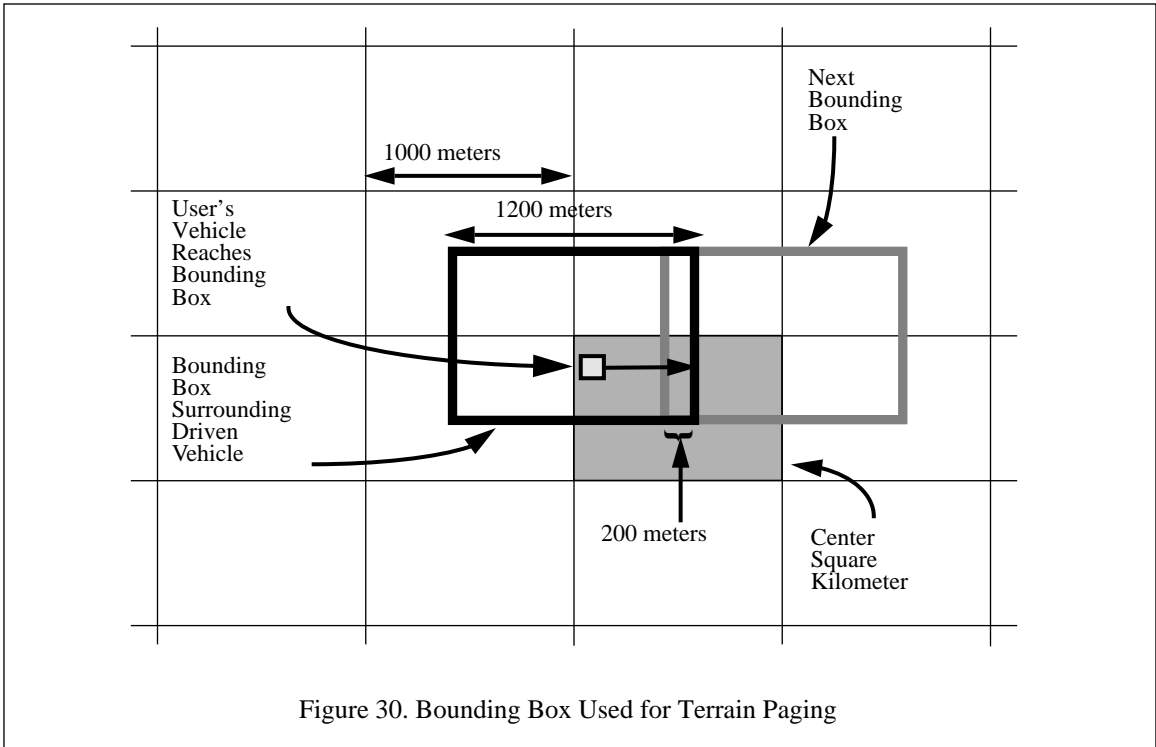 Next
Bounding
Box
1000 meters
User's
Vehicle
Reaches
Bounding
Box
1200 meters
Bounding
Box
Surrounding
Driven
Vehicle
200 meters
Center
Square
Kilometer
Figure 30. Bounding Box Used for Terrain Paging